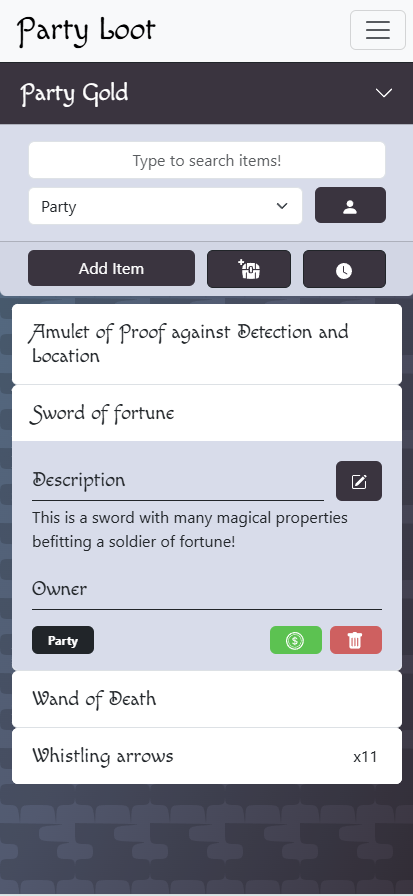 Party Loot
Party Gold
Type to search items!
Party
Add Item
Amulet of Proof against Detection and
Location
Sword of fortune
Description
This is a sword with many magical properties
befitting a soldier of fortune!
Owner
Party
Wand of Death
Whistling arrows x11